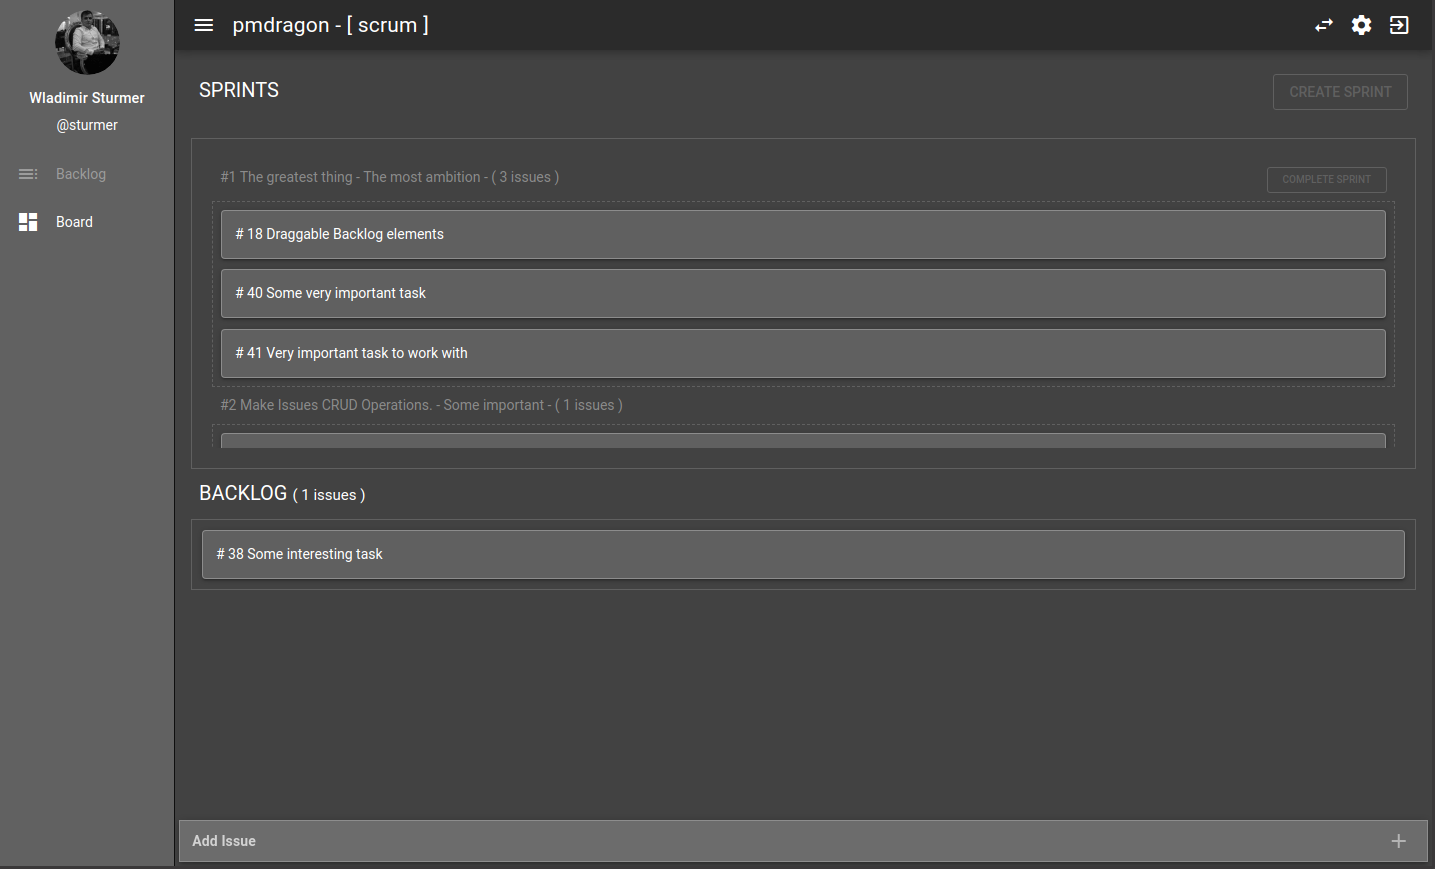 Wladimir Sturmer
@sturmer
Backlog
Board
pmdragon - [ scrum ]
SPRINTS
CREATE SPRINT
#1 The greatest thing - The most ambition - ( 3 issues )
COMPLETE SPRINT
# 18 Draggable Backlog elements
# 40 Some very important task
# 41 Very important task to work with
#2 Make Issues CRUD Operations. - Some important - ( 1 issues )
BACKLOG ( 1 issues )
# 38 Some interesting task
Add Issue